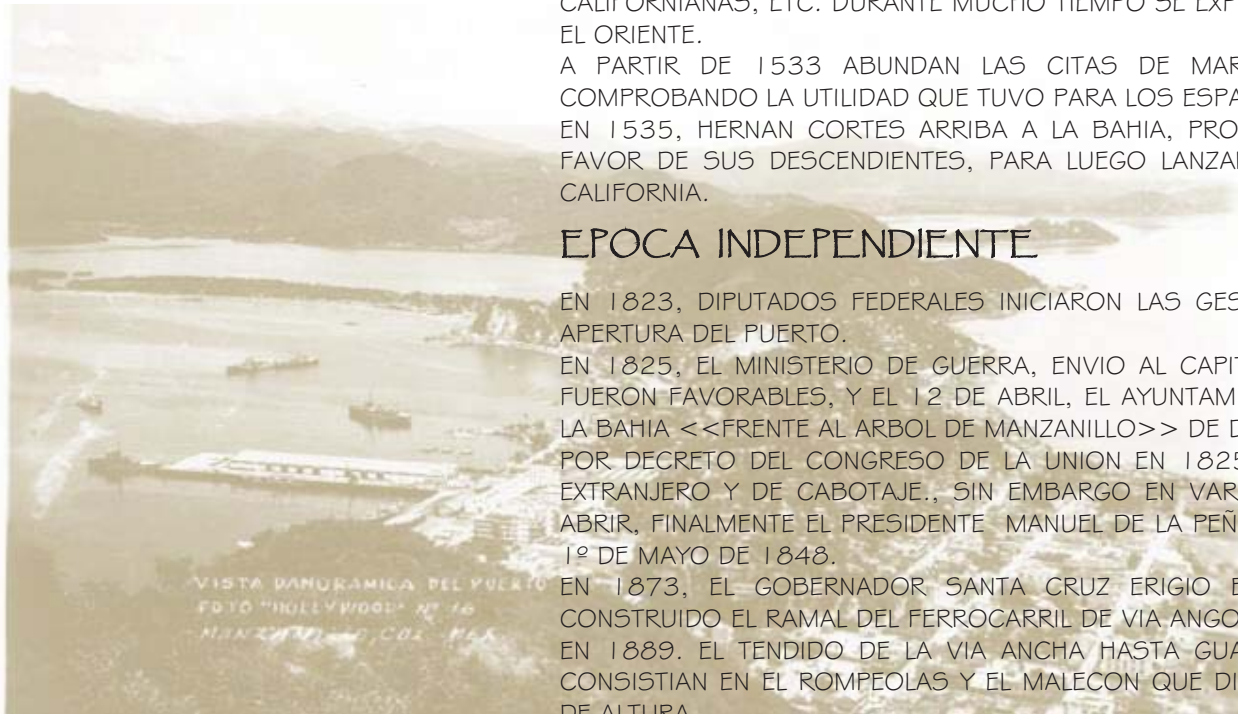 CALIFORNIANAS, ETC. DURANTE MUCHO TIEMPO SE EXP
EL ORIENTE.
A PARTIR DE 1533 ABUNDAN LAS CITAS DE MAR
COMPROBANDO LA UTILIDAD QUE TUVO PARA LOS ESPA
EN 1535, HERNAN CORTES ARRIBA A LA BAHIA, PRO
FAVOR DE SUS DESCENDIENTES, PARA LUEGO LANZA
CALIFORNIA.
EPOCA INDEPENDIENTE
EN 1823, DIPUTADOS FEDERALES INICIARON LAS GES
APERTURA DEL PUERTO.
EN 1825, EL MINISTERIO DE GUERRA, ENVIO AL CAPIT
FUERON FAVORABLES, Y EL 12 DE ABRIL, EL AYUNTAM
LA BAHIA <<FRENTE AL ARBOL DE MANZANILLO>> DE D
POR DECRETO DEL CONGRESO DE LA UNION EN 1825
EXTRANJERO Y DE CABOTAJE., SIN EMBARGO EN VAR
ABRIR, FINALMENTE EL PRESIDENTE MANUEL DE LA PEÑ
1º DE MAYO DE 1848.
EN 1873, EL GOBERNADOR SANTA CRUZ ERIGIO E
CONSTRUIDO EL RAMAL DEL FERROCARRIL DE VIA ANGO
EN 1889. EL TENDIDO DE LA VIA ANCHA HASTA GUA
CONSISTIAN EN EL ROMPEOLAS Y EL MALECON QUE DI
DE ALTURA
VISTA PANORAMICA DEL PUERTO
FOTO "HOLLYWOOD" Nº 16
MANZANILLO, COL. MEX.